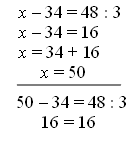 x − 34 = 48 : 3
x − 34 = 16
x = 34 + 16
x = 50
50 − 34 = 48 : 3
16 = 16